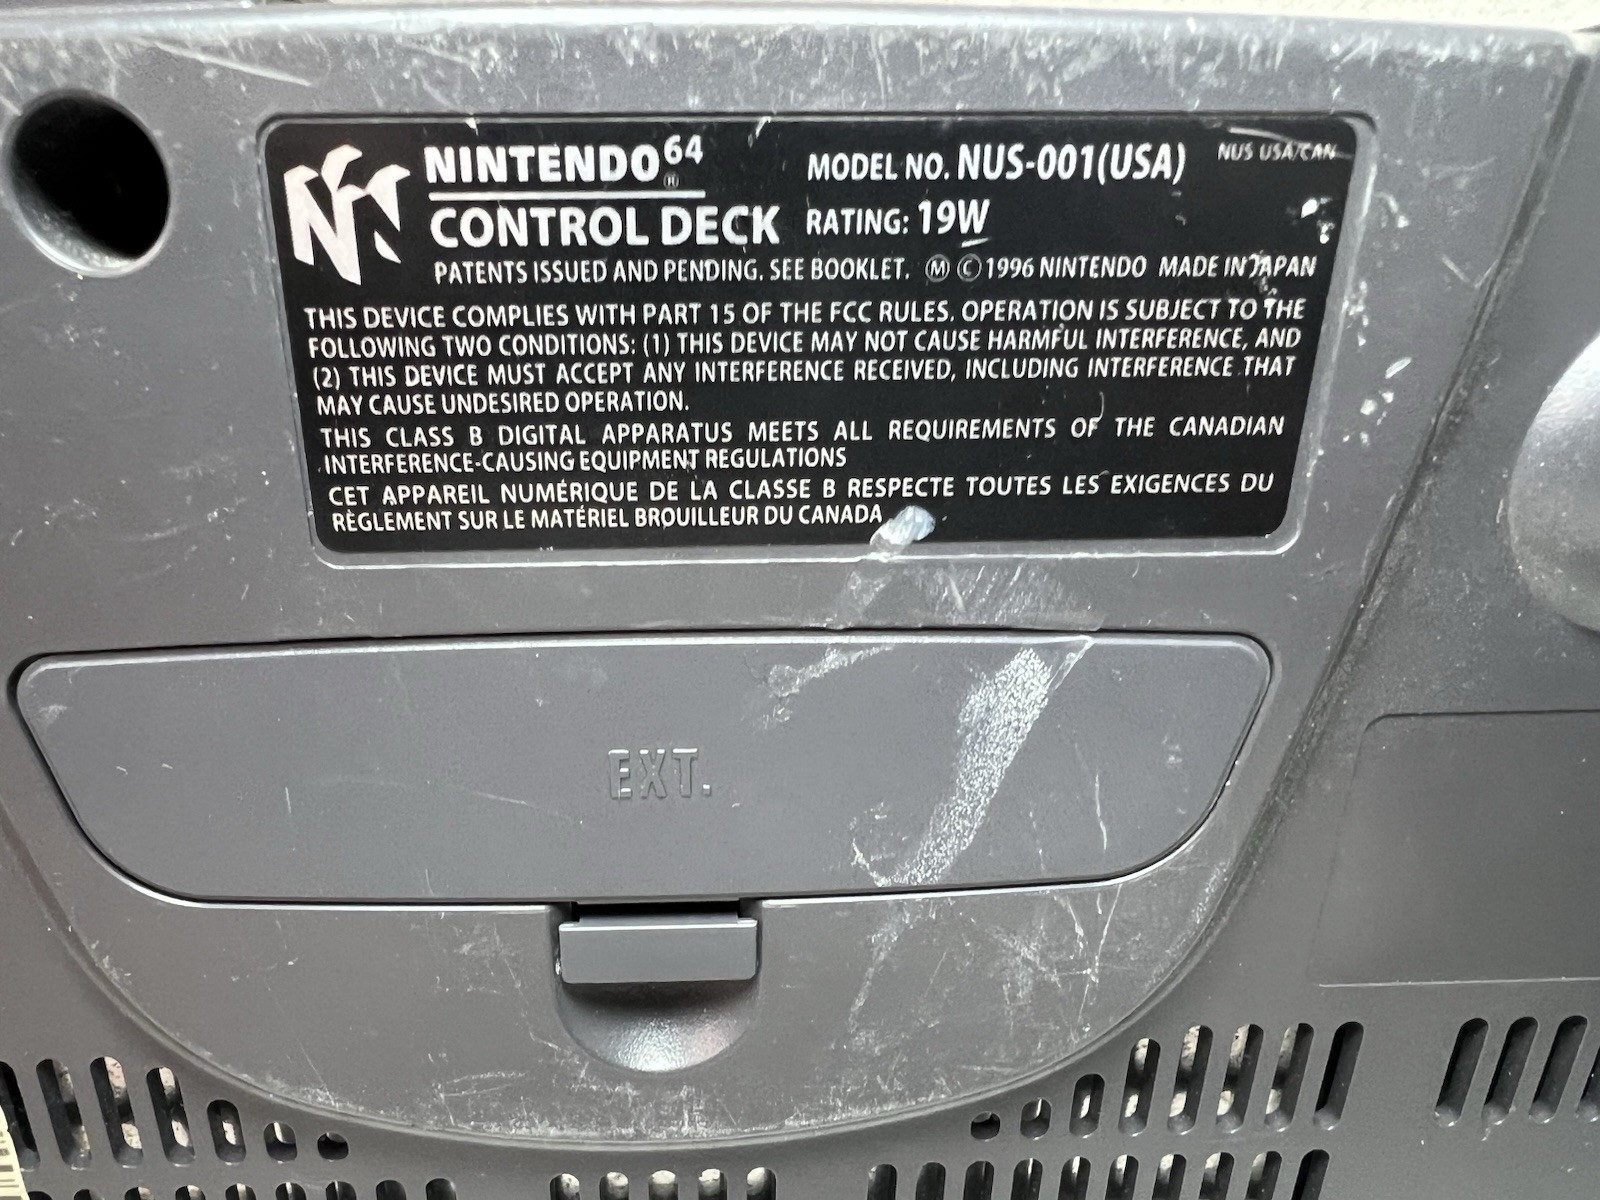 NINTENDO64 ®
CONTROL DECK
MODEL NO. NUS-001(USA)
NUS USA/CAN
RATING: 19W
PATENTS ISSUED AND PENDING. SEE BOOKLET. Ⓜ Ⓒ 1996 NINTENDO MADE IN JAPAN
THIS DEVICE COMPLIES WITH PART 15 OF THE FCC RULES. OPERATION IS SUBJECT TO THE
FOLLOWING TWO CONDITIONS: (1) THIS DEVICE MAY NOT CAUSE HARMFUL INTERFERENCE, AND
(2) THIS DEVICE MUST ACCEPT ANY INTERFERENCE RECEIVED, INCLUDING INTERFERENCE THAT
MAY CAUSE UNDESIRED OPERATION.
THIS CLASS B DIGITAL APPARATUS MEETS ALL REQUIREMENTS OF THE CANADIAN
INTERFERENCE-CAUSING EQUIPMENT REGULATIONS
CET APPAREIL NUMÉRIQUE DE LA CLASSE B RESPECTE TOUTES LES EXIGENCES DU
RÈGLEMENT SUR LE MATÉRIEL BROUILLEUR DU CANADA
EXT.